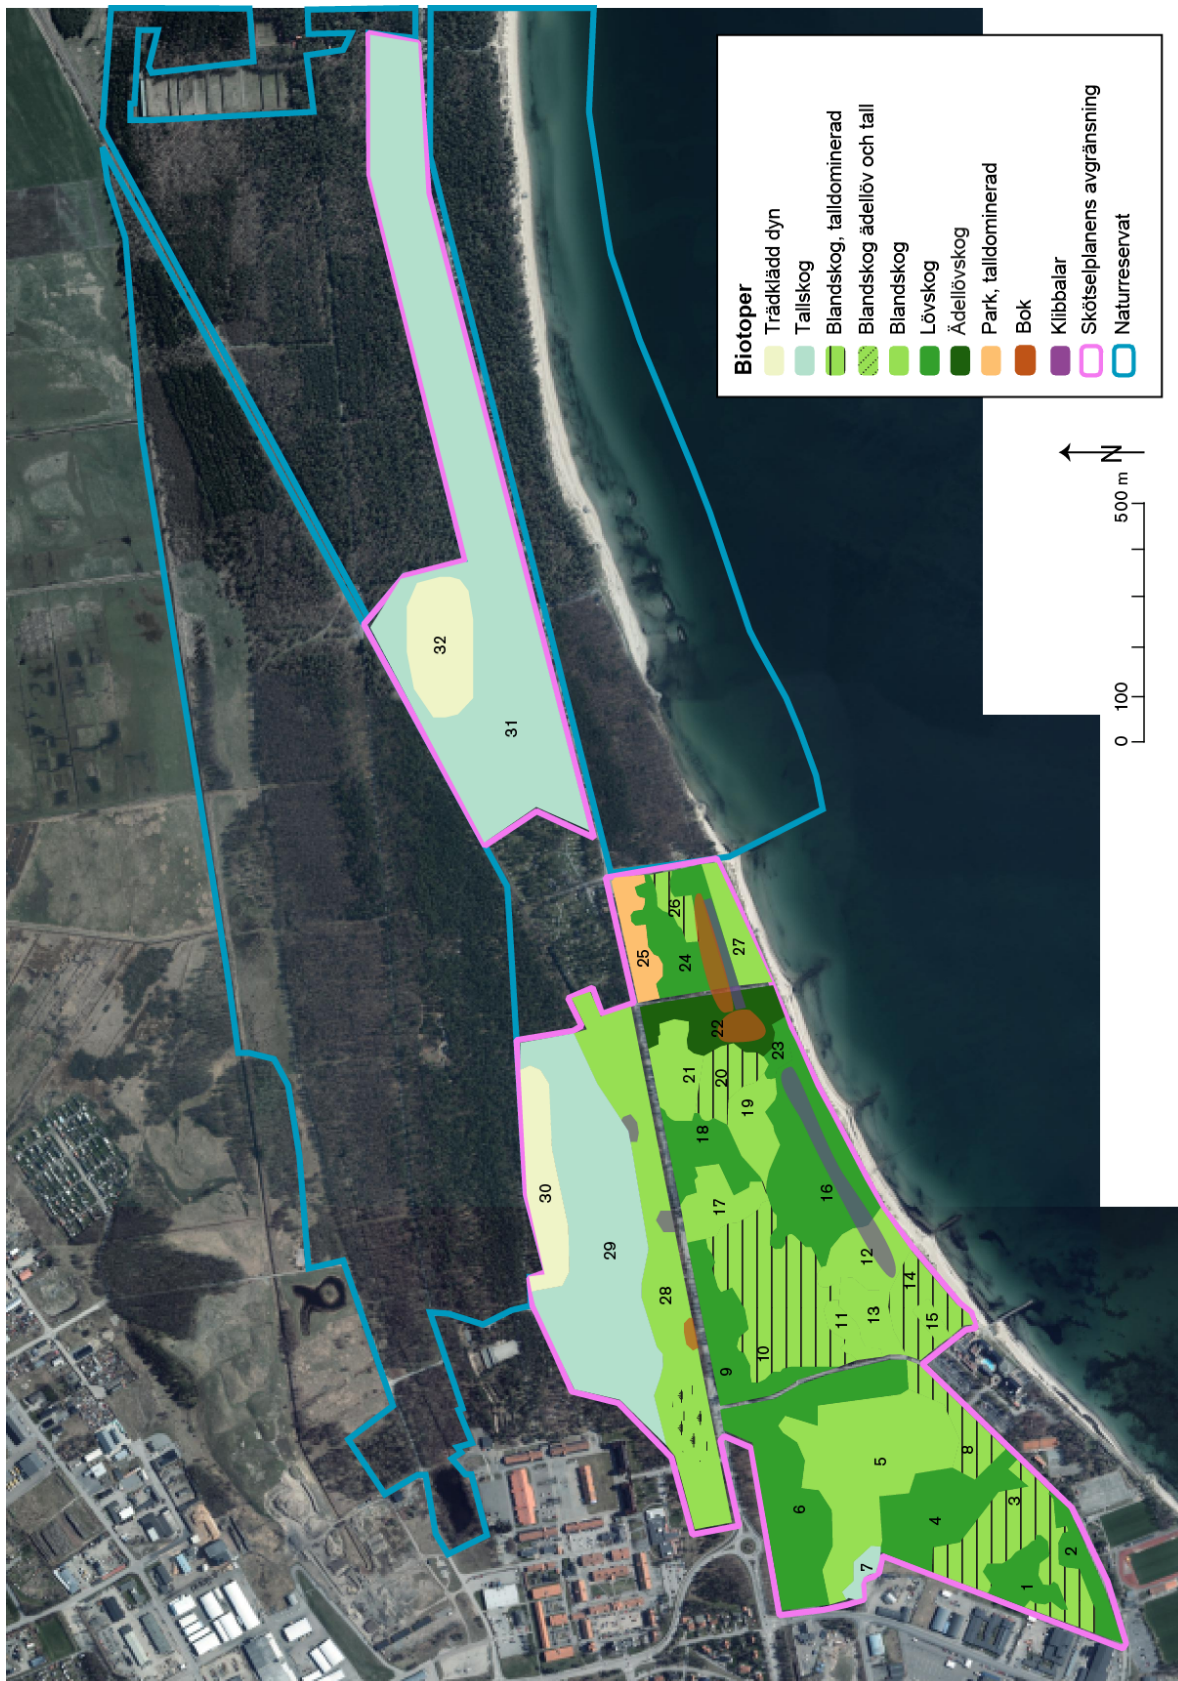 Biotoper
Trädklädd dyn
Tallskog
Blandskog, talldominerad
Blandskog ädellöv och tall
Blandskog
Lövskog
Ädellövskog
Park, talldominerad
Bok
Klibbalar
Skötselplanens avgränsning
Naturreservat
N
0 100 500 m
1
2
3
4
5
6
7
8
9
10
11
12
13
14
15
16
17
18
19
20
21
22
23
24
25
26
27
28
29
30
31
32